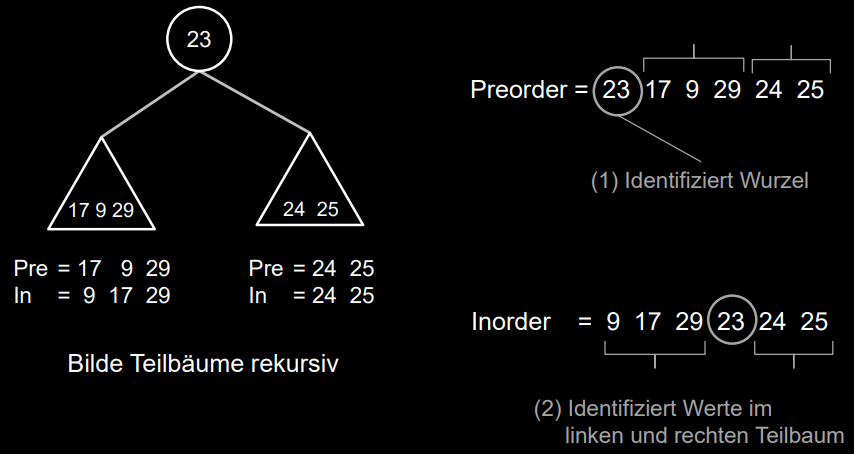 23
17 9 29
24 25
Pre = 17 9 29
In = 9 17 29
Pre = 24 25
In = 24 25
Bilde Teilbäume rekursiv
Preorder = 23 17 9 29 24 25
(1) Identifiziert Wurzel
Inorder = 9 17 29 23 24 25
(2) Identifiziert Werte im
linken und rechten Teilbaum